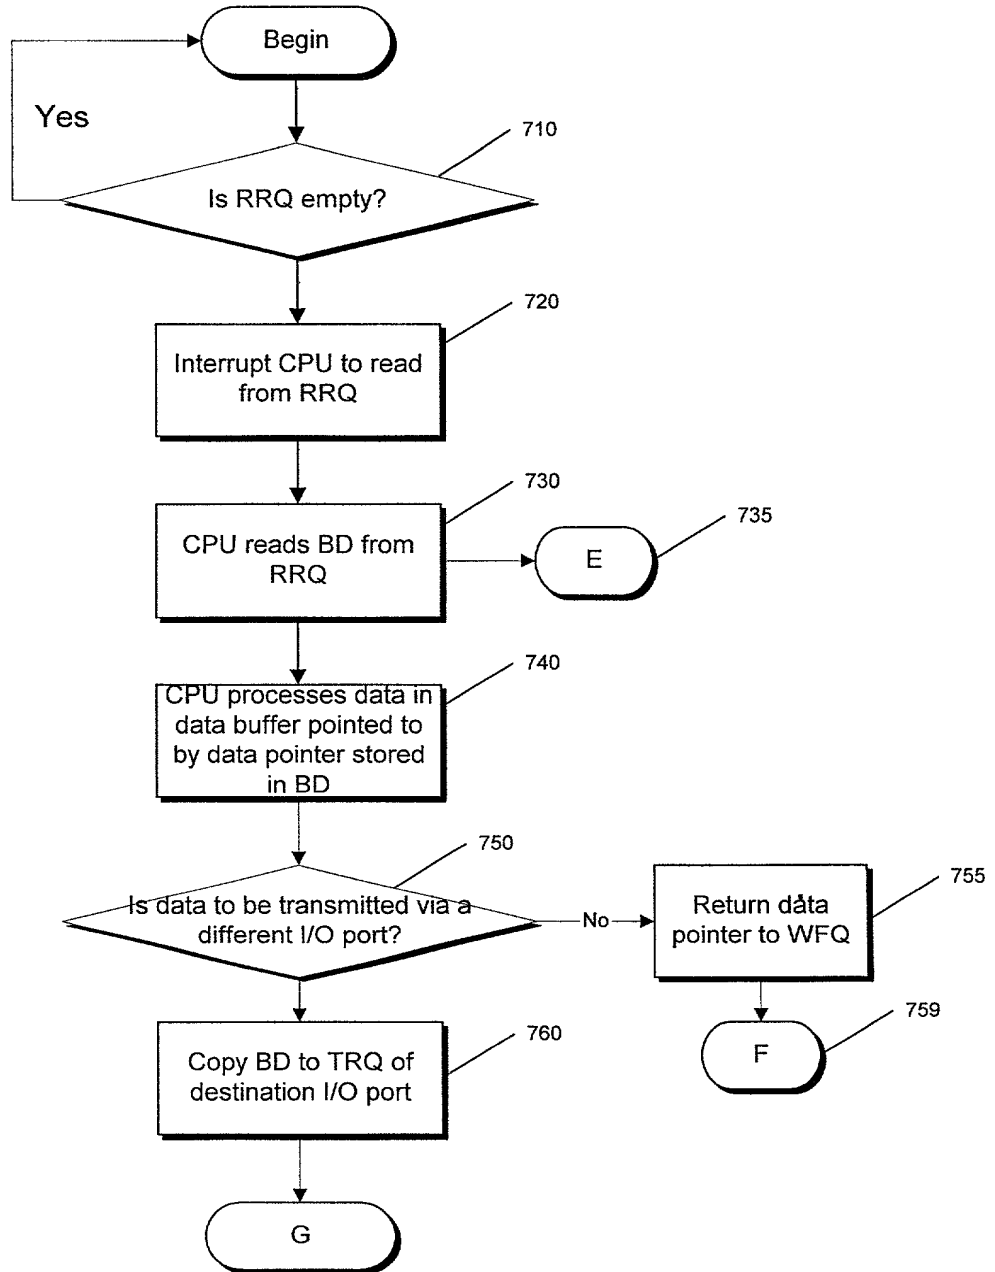 Begin
Yes
710
Is RRQ empty?
720
Interrupt CPU to read
from RRQ
730
CPU reads BD from
RRQ
735
E
740
CPU processes data in
data buffer pointed to
by data pointer stored
in BD
750
Is data to be transmitted via a
different I/O port?
No
755
Return data
pointer to WFQ
759
F
760
Copy BD to TRQ of
destination I/O port
G